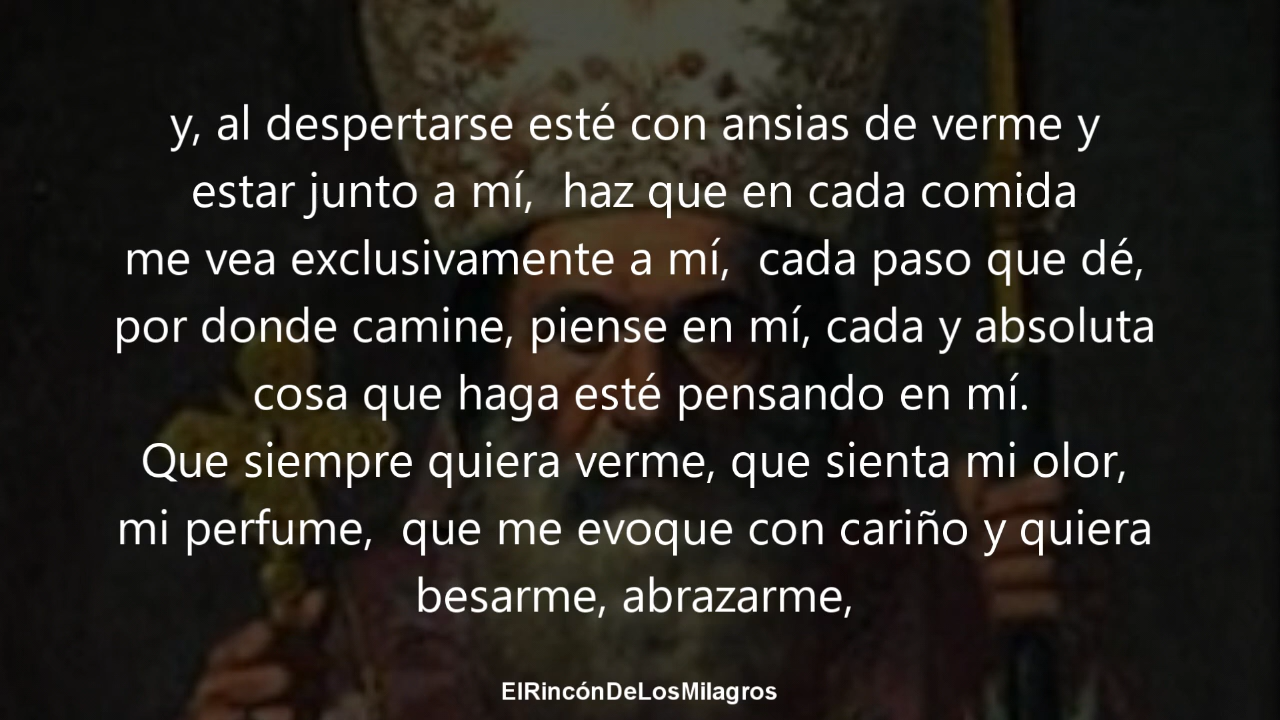 y, al despertarse esté con ansias de verme y
estar junto a mí, haz que en cada comida
me vea exclusivamente a mí, cada paso que dé,
por donde camine, piense en mí, cada y absoluta
cosa que haga esté pensando en mí.
Que siempre quiera verme, que sienta mi olor,
mi perfume, que me evoque con cariño y quiera
besarme, abrazarme,
ElRincónDeLosMilagros